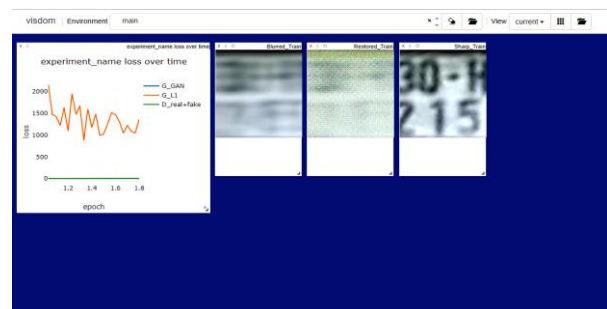 visdom Environment main View current
experiment_name loss over time
experiment_name loss over time
G_GAN
G_L1
D_real+fake
2000
1500
1000
500
0
loss
1.2 1.4 1.6 1.8
epoch
Blurred_Train
Restored_Train
Sharp_Train
30-H
215